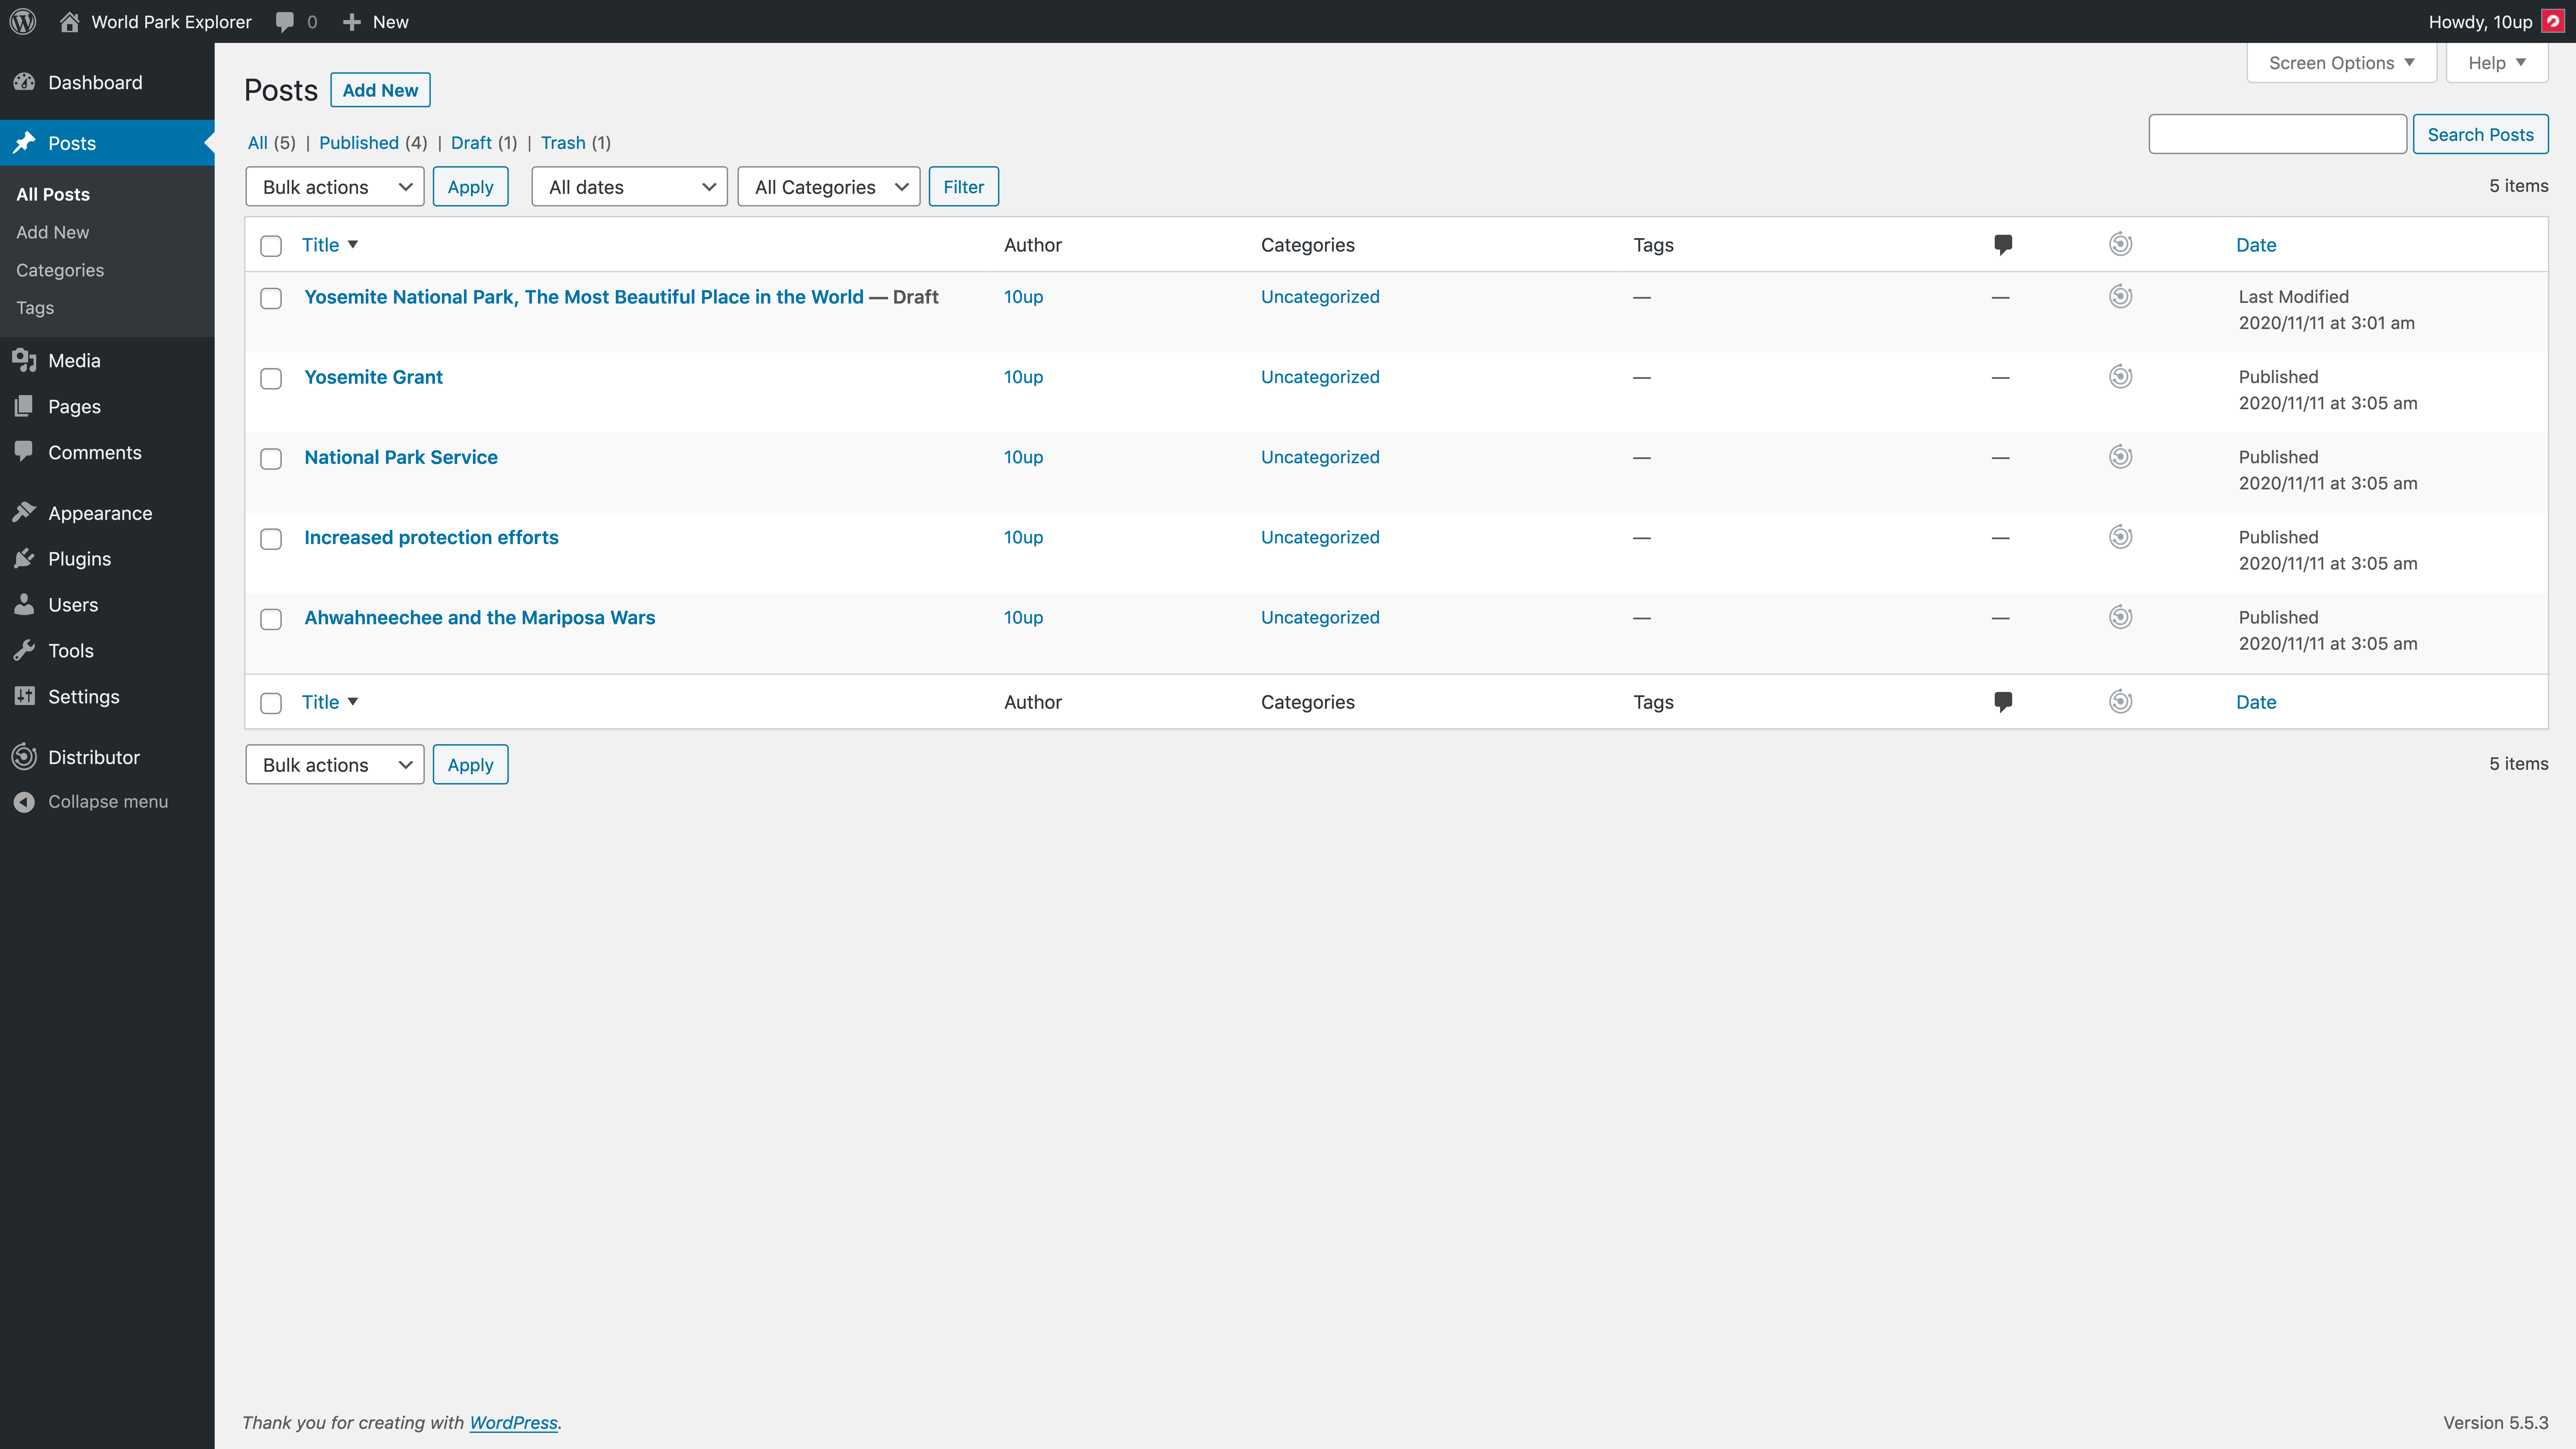 World Park Explorer 0 New Howdy, 10up
Screen Options Help
Dashboard
Posts
All Posts
Add New
Categories
Tags
Media
Pages
Comments
Appearance
Plugins
Users
Tools
Settings
Distributor
Collapse menu
Posts Add New
All (5) | Published (4) | Draft (1) | Trash (1)
Search Posts
Bulk actions Apply All dates All Categories Filter 5 items
Title Author Categories Tags Date
Yosemite National Park, The Most Beautiful Place in the World — Draft 10up Uncategorized — — Last Modified
2020/11/11 at 3:01 am
Yosemite Grant 10up Uncategorized — — Published
2020/11/11 at 3:05 am
National Park Service 10up Uncategorized — — Published
2020/11/11 at 3:05 am
Increased protection efforts 10up Uncategorized — — Published
2020/11/11 at 3:05 am
Ahwahneechee and the Mariposa Wars 10up Uncategorized — — Published
2020/11/11 at 3:05 am
Title Author Categories Tags Date
Bulk actions Apply 5 items
Thank you for creating with WordPress. Version 5.5.3